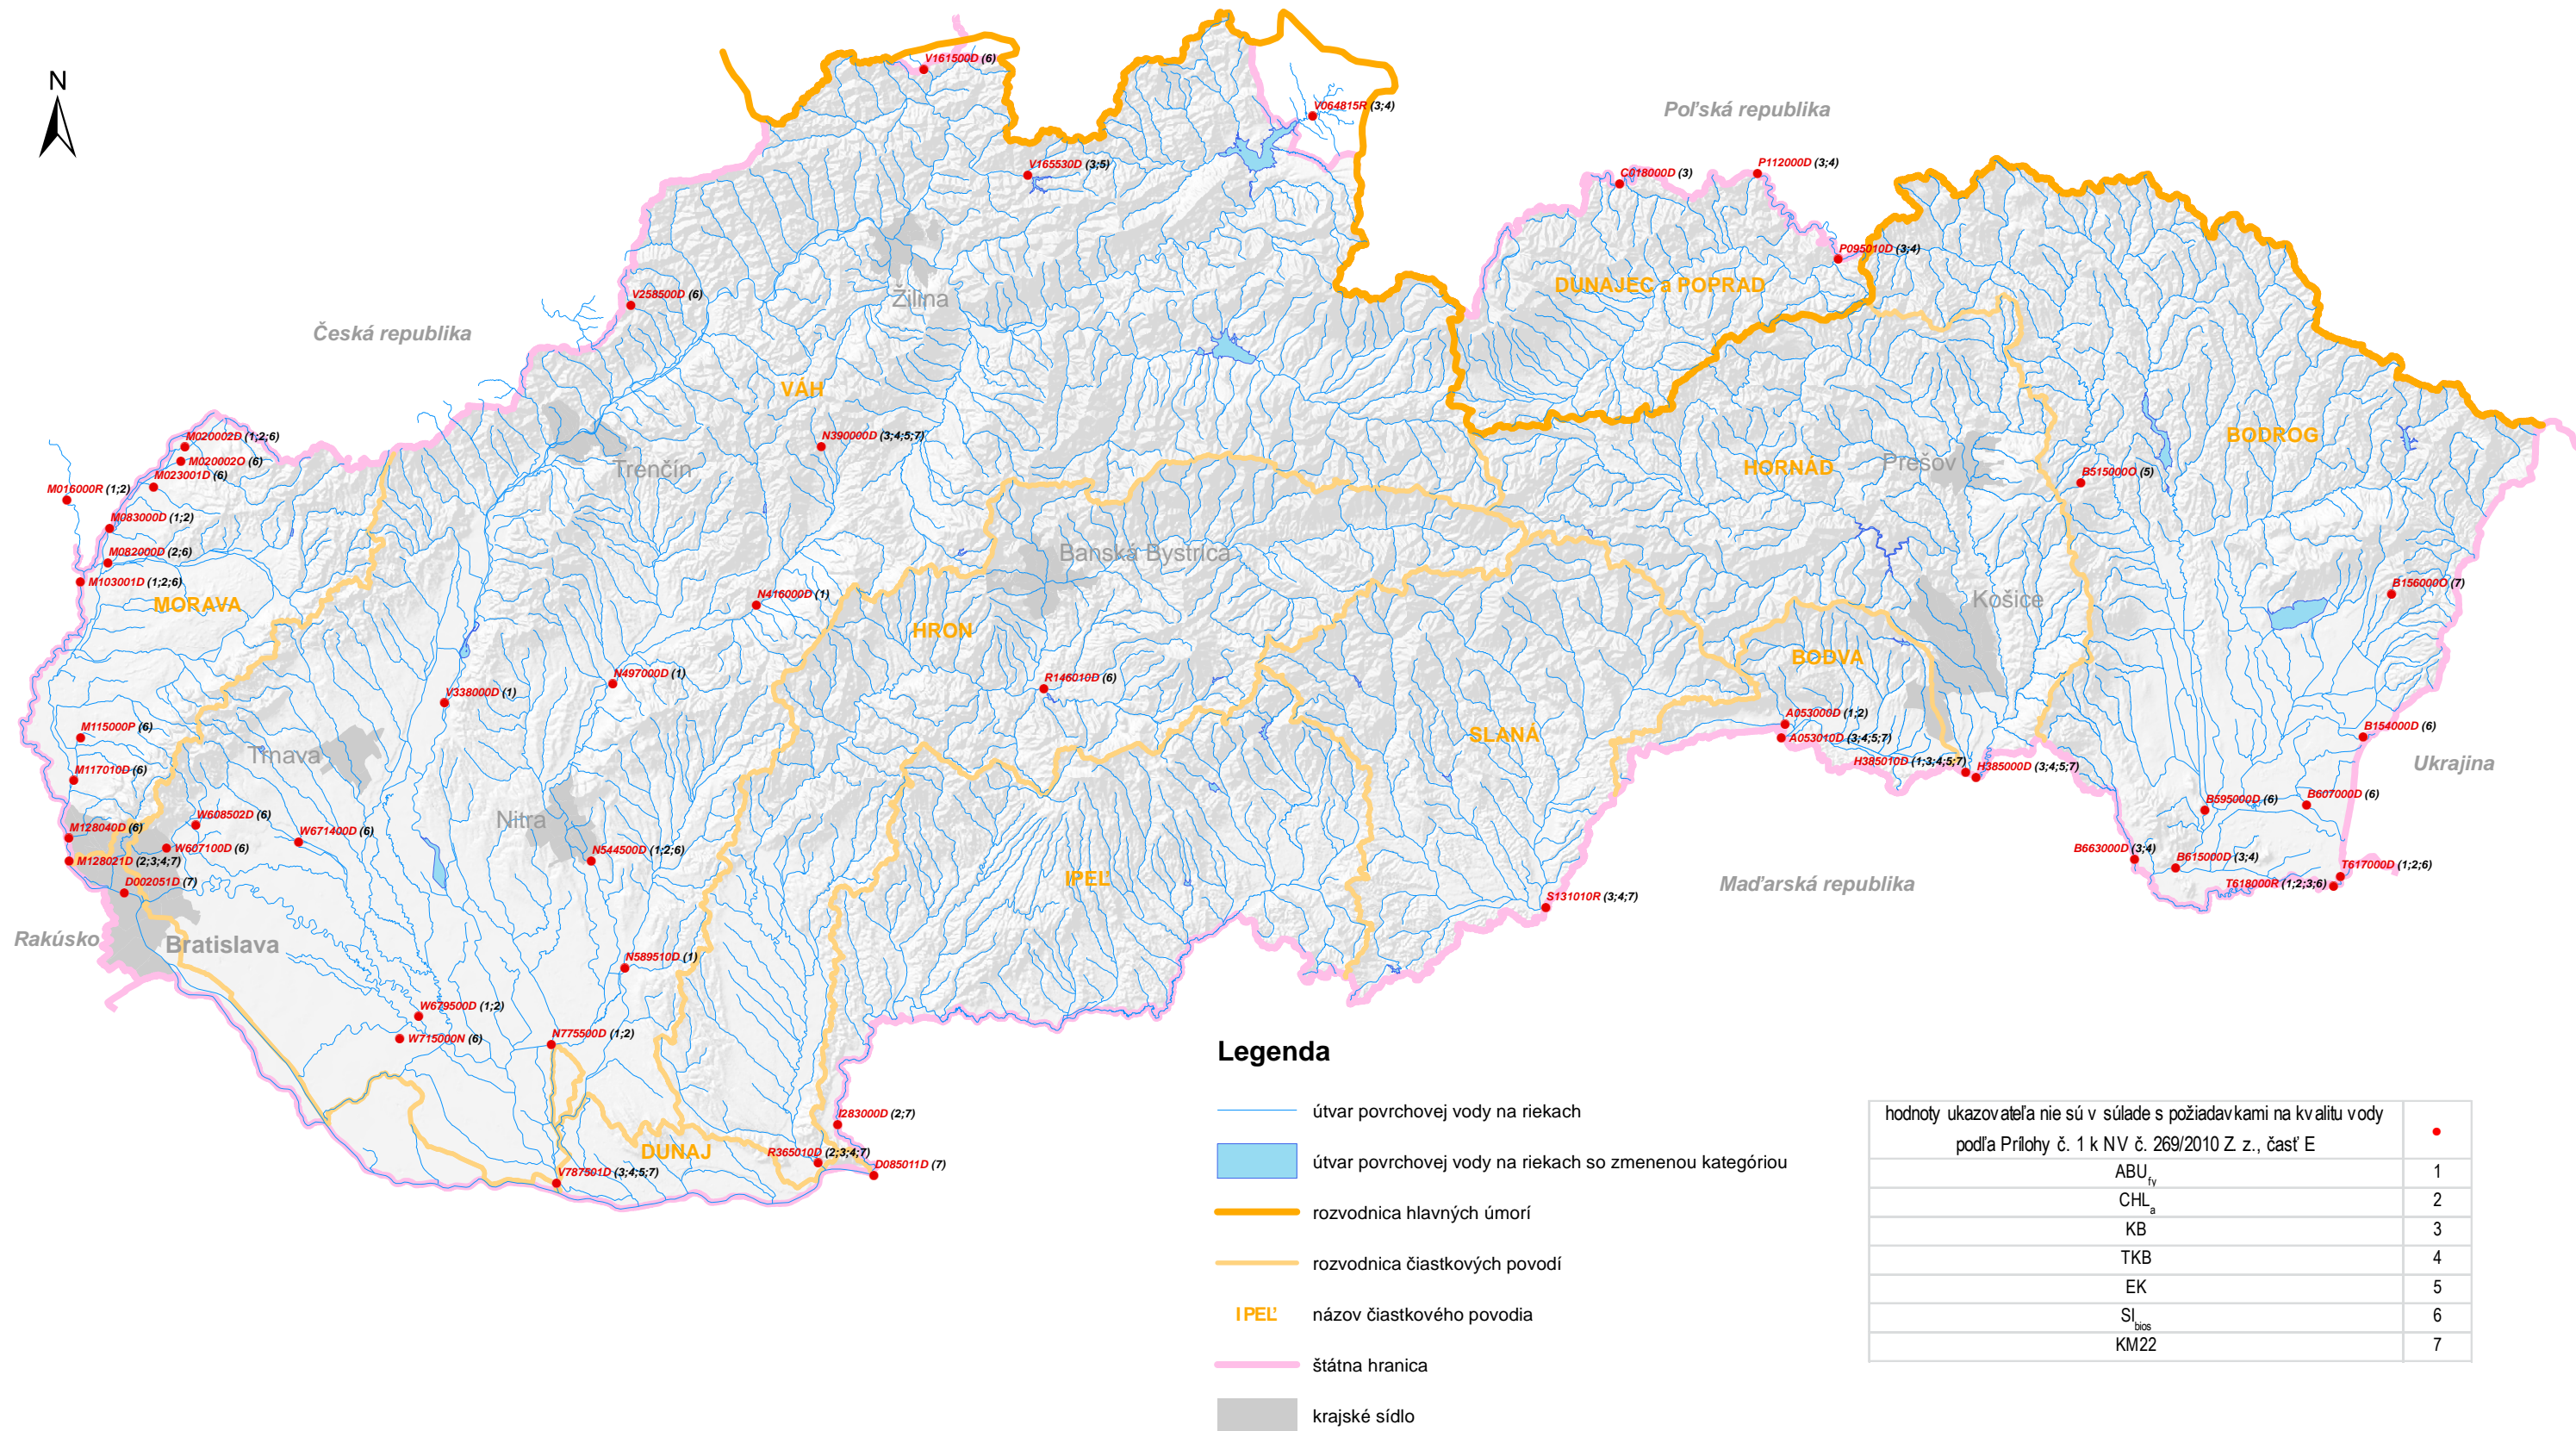 N
V161500D (6)
V064815R (3;4)
Poľská republika
V165530D (3;5)
C018000D (3)
P112000D (3;4)
P095010D (3;4)
DUNAJEC a POPRAD
Žilina
V258500D (6)
Česká republika
VÁH
M020002D (1;2;6)
M020002O (6)
M023001D (6)
M016000R (1;2)
M083000D (1;2)
M082000D (2;6)
M103001D (1;2;6)
MORAVA
Trenčín
N390000D (3;4;5;7)
HORNÁD
Prešov
BODROG
B515000O (5)
Banská Bystrica
N416000D (1)
HRON
Košice
B156000O (7)
BODVA
N497000D (1)
V338000D (1)
R146010D (6)
SLANÁ
A053000D (1;2)
A053010D (3;4;5;7)
B154000D (6)
Ukrajina
M115000P (6)
Trnava
M117010D (6)
H385010D (1;3;4;5;7)
H385000D (3;4;5;7)
B595000D (6)
B607000D (6)
W608502D (6)
M128040D (6)
W671400D (6)
Nitra
W607100D (6)
M128021D (2;3;4;7)
N544500D (1;2;6)
B663000D (3;4)
B615000D (3;4)
T617000D (1;2;6)
T618000R (1;2;3;6)
D002051D (7)
IPEĽ
Maďarská republika
S131010R (3;4;7)
Rakúsko
Bratislava
N589510D (1)
W679500D (1;2)
W715000N (6)
N775500D (1;2)
I283000D (2;7)
DUNAJ
R365010D (2;3;4;7)
D085011D (7)
V787501D (3;4;5;7)
Legenda
útvar povrchovej vody na riekach
útvar povrchovej vody na riekach so zmenenou kategóriou
rozvodnica hlavných úmorí
rozvodnica čiastkových povodí
IPEĽ názov čiastkového povodia
štátna hranica
krajské sídlo
hodnoty ukazovateľa nie sú v súlade s požiadavkami na kvalitu vody
podľa Prílohy č. 1 k NV č. 269/2010 Z. z., časť E
ABUfy 1
CHLa 2
KB 3
TKB 4
EK 5
SIbios 6
KM22 7